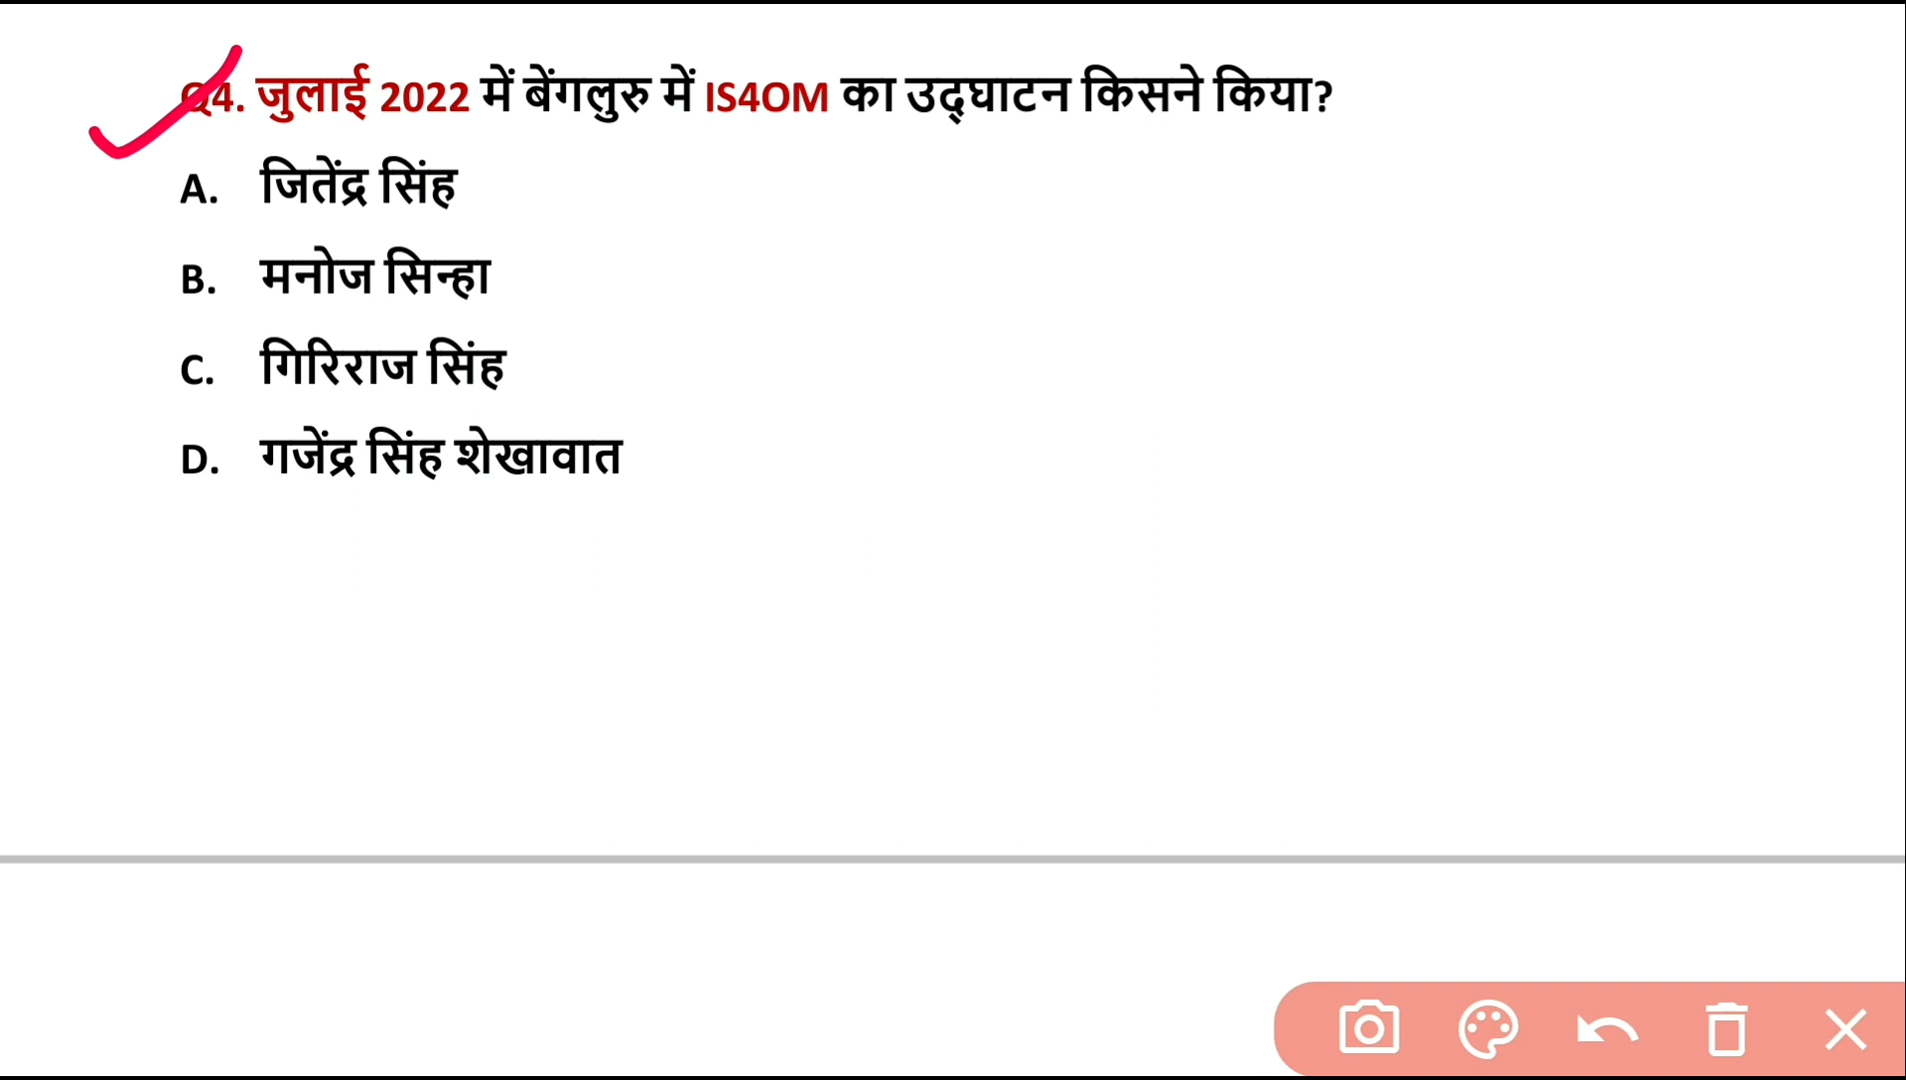 Q4. जुलाई 2022 में बेंगलुरु में IS4OM का उद्घाटन किसने किया?
A. जितेंद्र सिंह
B. मनोज सिन्हा
C. गिरिराज सिंह
D. गजेंद्र सिंह शेखावात